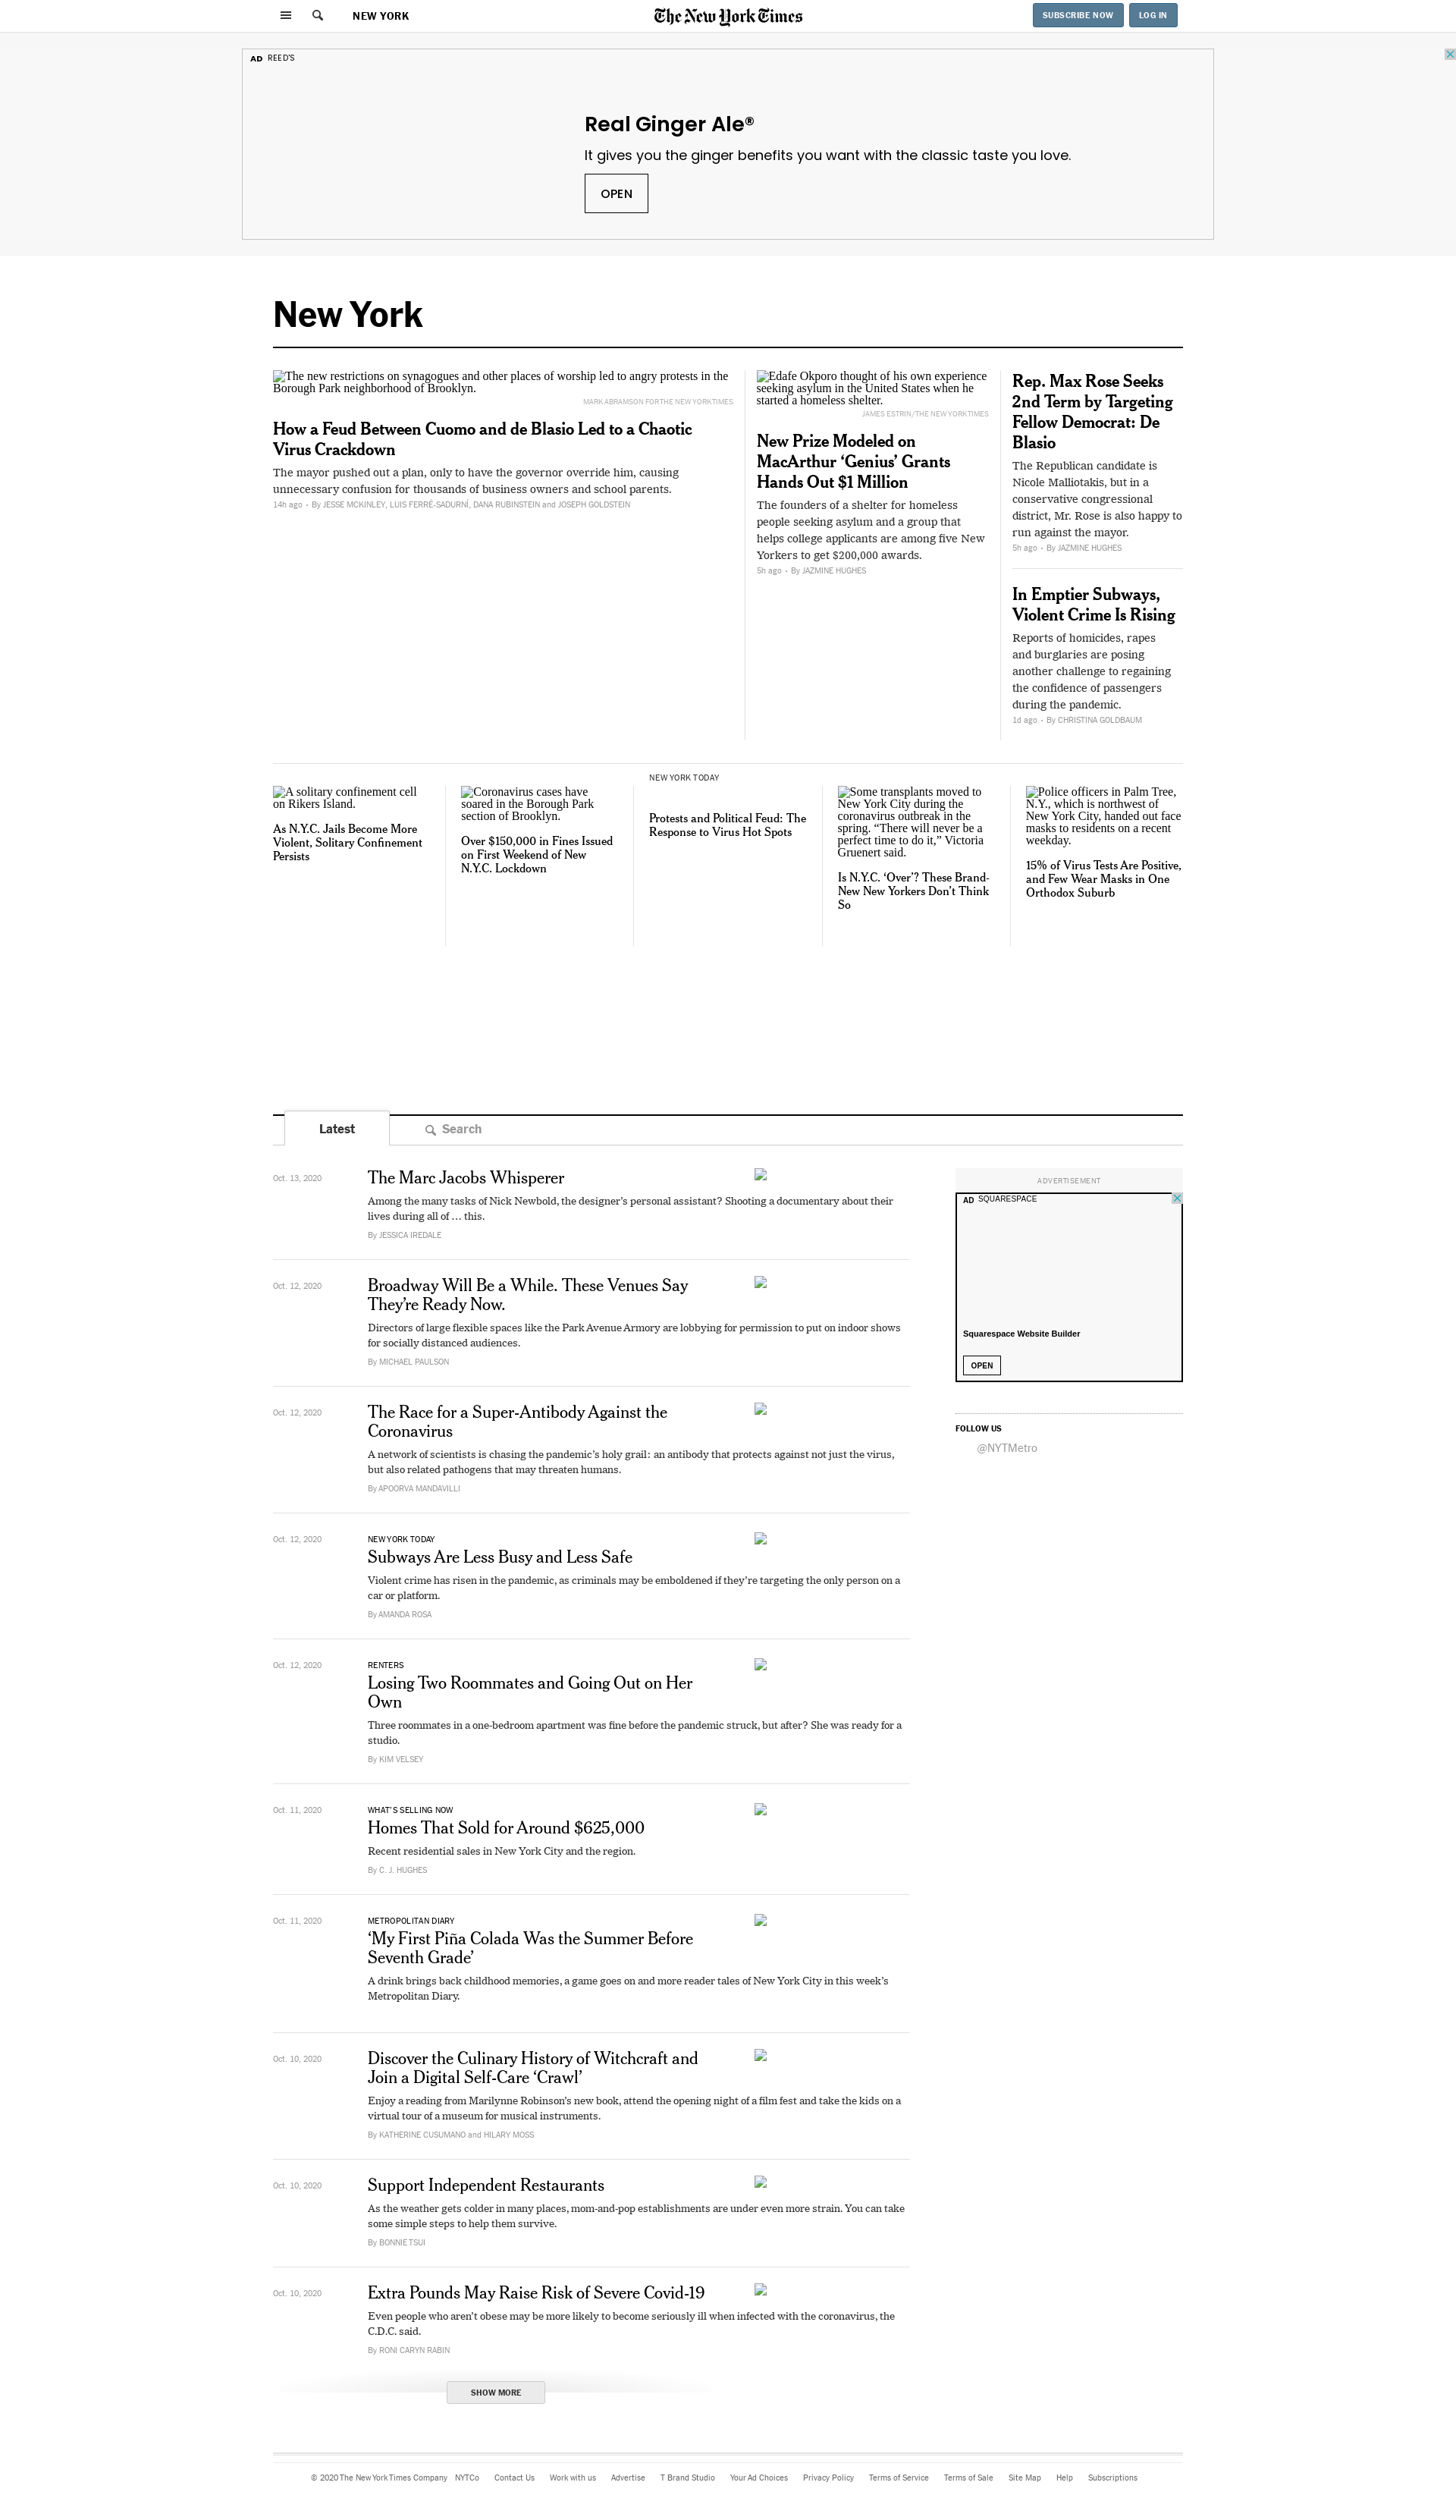 NEW YORK
The New York Times
SUBSCRIBE NOW
LOG IN
AD REED'S
Real Ginger Ale®
It gives you the ginger benefits you want with the classic taste you love.
OPEN
New York
The new restrictions on synagogues and other places of worship led to angry protests in the
Borough Park neighborhood of Brooklyn.
MARK ABRAMSON FOR THE NEW YORK TIMES
How a Feud Between Cuomo and de Blasio Led to a Chaotic
Virus Crackdown
The mayor pushed out a plan, only to have the governor override him, causing
unnecessary confusion for thousands of business owners and school parents.
14h ago • By JESSE MCKINLEY, LUIS FERRÉ-SADURNÍ, DANA RUBINSTEIN and JOSEPH GOLDSTEIN
Edafe Okporo thought of his own experience
seeking asylum in the United States when he
started a homeless shelter.
JAMES ESTRIN/THE NEW YORK TIMES
New Prize Modeled on
MacArthur ‘Genius’ Grants
Hands Out $1 Million
The founders of a shelter for homeless
people seeking asylum and a group that
helps college applicants are among five New
Yorkers to get $200,000 awards.
5h ago • By JAZMINE HUGHES
Rep. Max Rose Seeks
2nd Term by Targeting
Fellow Democrat: De
Blasio
The Republican candidate is
Nicole Malliotakis, but in a
conservative congressional
district, Mr. Rose is also happy to
run against the mayor.
5h ago • By JAZMINE HUGHES
In Emptier Subways,
Violent Crime Is Rising
Reports of homicides, rapes
and burglaries are posing
another challenge to regaining
the confidence of passengers
during the pandemic.
1d ago • By CHRISTINA GOLDBAUM
A solitary confinement cell
on Rikers Island.
As N.Y.C. Jails Become More
Violent, Solitary Confinement
Persists
Coronavirus cases have
soared in the Borough Park
section of Brooklyn.
Over $150,000 in Fines Issued
on First Weekend of New
N.Y.C. Lockdown
NEW YORK TODAY
Protests and Political Feud: The
Response to Virus Hot Spots
Some transplants moved to
New York City during the
coronavirus outbreak in the
spring. “There will never be a
perfect time to do it,” Victoria
Gruenert said.
Is N.Y.C. ‘Over’? These Brand-
New New Yorkers Don’t Think
So
Police officers in Palm Tree,
N.Y., which is northwest of
New York City, handed out face
masks to residents on a recent
weekday.
15% of Virus Tests Are Positive,
and Few Wear Masks in One
Orthodox Suburb
Latest
Search
Oct. 13, 2020
The Marc Jacobs Whisperer
Among the many tasks of Nick Newbold, the designer’s personal assistant? Shooting a documentary about their
lives during all of … this.
By JESSICA IREDALE
Oct. 12, 2020
Broadway Will Be a While. These Venues Say
They’re Ready Now.
Directors of large flexible spaces like the Park Avenue Armory are lobbying for permission to put on indoor shows
for socially distanced audiences.
By MICHAEL PAULSON
Oct. 12, 2020
The Race for a Super-Antibody Against the
Coronavirus
A network of scientists is chasing the pandemic’s holy grail: an antibody that protects against not just the virus,
but also related pathogens that may threaten humans.
By APOORVA MANDAVILLI
Oct. 12, 2020
NEW YORK TODAY
Subways Are Less Busy and Less Safe
Violent crime has risen in the pandemic, as criminals may be emboldened if they’re targeting the only person on a
car or platform.
By AMANDA ROSA
Oct. 12, 2020
RENTERS
Losing Two Roommates and Going Out on Her
Own
Three roommates in a one-bedroom apartment was fine before the pandemic struck, but after? She was ready for a
studio.
By KIM VELSEY
Oct. 11, 2020
WHAT’S SELLING NOW
Homes That Sold for Around $625,000
Recent residential sales in New York City and the region.
By C. J. HUGHES
Oct. 11, 2020
METROPOLITAN DIARY
‘My First Piña Colada Was the Summer Before
Seventh Grade’
A drink brings back childhood memories, a game goes on and more reader tales of New York City in this week’s
Metropolitan Diary.
Oct. 10, 2020
Discover the Culinary History of Witchcraft and
Join a Digital Self-Care ‘Crawl’
Enjoy a reading from Marilynne Robinson’s new book, attend the opening night of a film fest and take the kids on a
virtual tour of a museum for musical instruments.
By KATHERINE CUSUMANO and HILARY MOSS
Oct. 10, 2020
Support Independent Restaurants
As the weather gets colder in many places, mom-and-pop establishments are under even more strain. You can take
some simple steps to help them survive.
By BONNIE TSUI
Oct. 10, 2020
Extra Pounds May Raise Risk of Severe Covid-19
Even people who aren’t obese may be more likely to become seriously ill when infected with the coronavirus, the
C.D.C. said.
By RONI CARYN RABIN
SHOW MORE
ADVERTISEMENT
AD SQUARESPACE
Squarespace Website Builder
OPEN
FOLLOW US
@NYTMetro
© 2020 The New York Times Company NYTCo Contact Us Work with us Advertise T Brand Studio Your Ad Choices Privacy Policy Terms of Service Terms of Sale Site Map Help Subscriptions